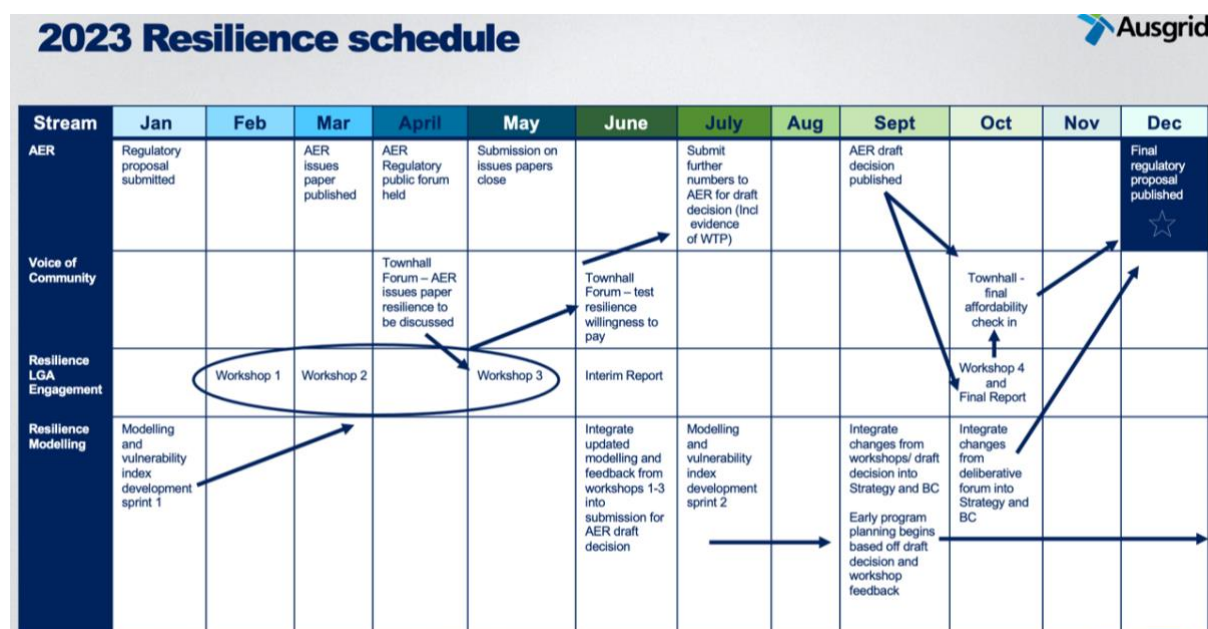 2023 Resilience schedule
Ausgrid
Stream
Jan
Feb
Mar
April
May
June
July
Aug
Sept
Oct
Nov
Dec
AER
Regulatory
proposal
submitted
AER
issues
paper
published
AER
Regulatory
public forum
held
Submission on
issues papers
close
Submit
further
numbers to
AER for draft
decision (Incl
evidence
of WTP)
AER draft
decision
published
Final
regulatory
proposal
published
Voice of
Community
Townhall
Forum – AER
issues paper
resilience to
be discussed
Townhall
Forum – test
resilience
willingness to
pay
Townhall -
final
affordability
check in
Resilience
LGA
Engagement
Workshop 1
Workshop 2
Workshop 3
Interim Report
Workshop 4
and
Final Report
Resilience
Modelling
Modelling
and
vulnerability
index
development
sprint 1
Integrate
updated
modelling and
feedback from
workshops 1-3
into
submission for
AER draft
decision
Modelling
and
vulnerability
index
development
sprint 2
Integrate
changes from
workshops/ draft
decision into
Strategy and BC
Early program
planning begins
based off draft
decision and
workshop
feedback
Integrate
changes
from
deliberative
forum into
Strategy and
BC